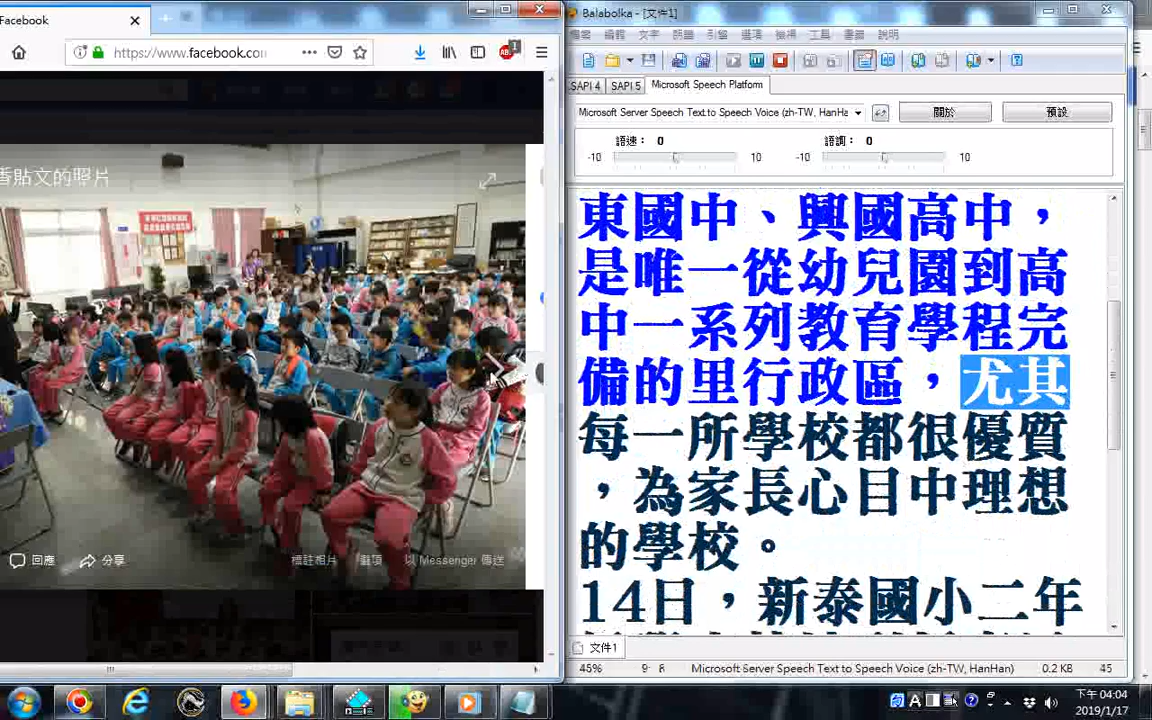 Facebook
https://www.facebook.co
香貼文的照片
回應
分享
標註相片
選項
以 Messenger 傳送
Balabolka - [文件1]
檔案
編輯
文字
朗讀
引留
選項
檢視
工具
書籤
說明
SAPI 4
SAPI 5
Microsoft Speech Platform
Microsoft Server Speech Text to Speech Voice (zh-TW, HanHa
關於
預設
語速： 0
語調： 0
-10
10
-10
10
東國中、興國高中，
是唯一從幼兒園到高
中一系列教育學程完
備的里行政區，尤其
每一所學校都很優質
，為家長心目中理想
的學校。
14日，新泰國小二年
文件1
45%
9: 8
Microsoft Server Speech Text to Speech Voice (zh-TW, HanHan)
0.2 KB
45
下午 04:04
2019/1/17